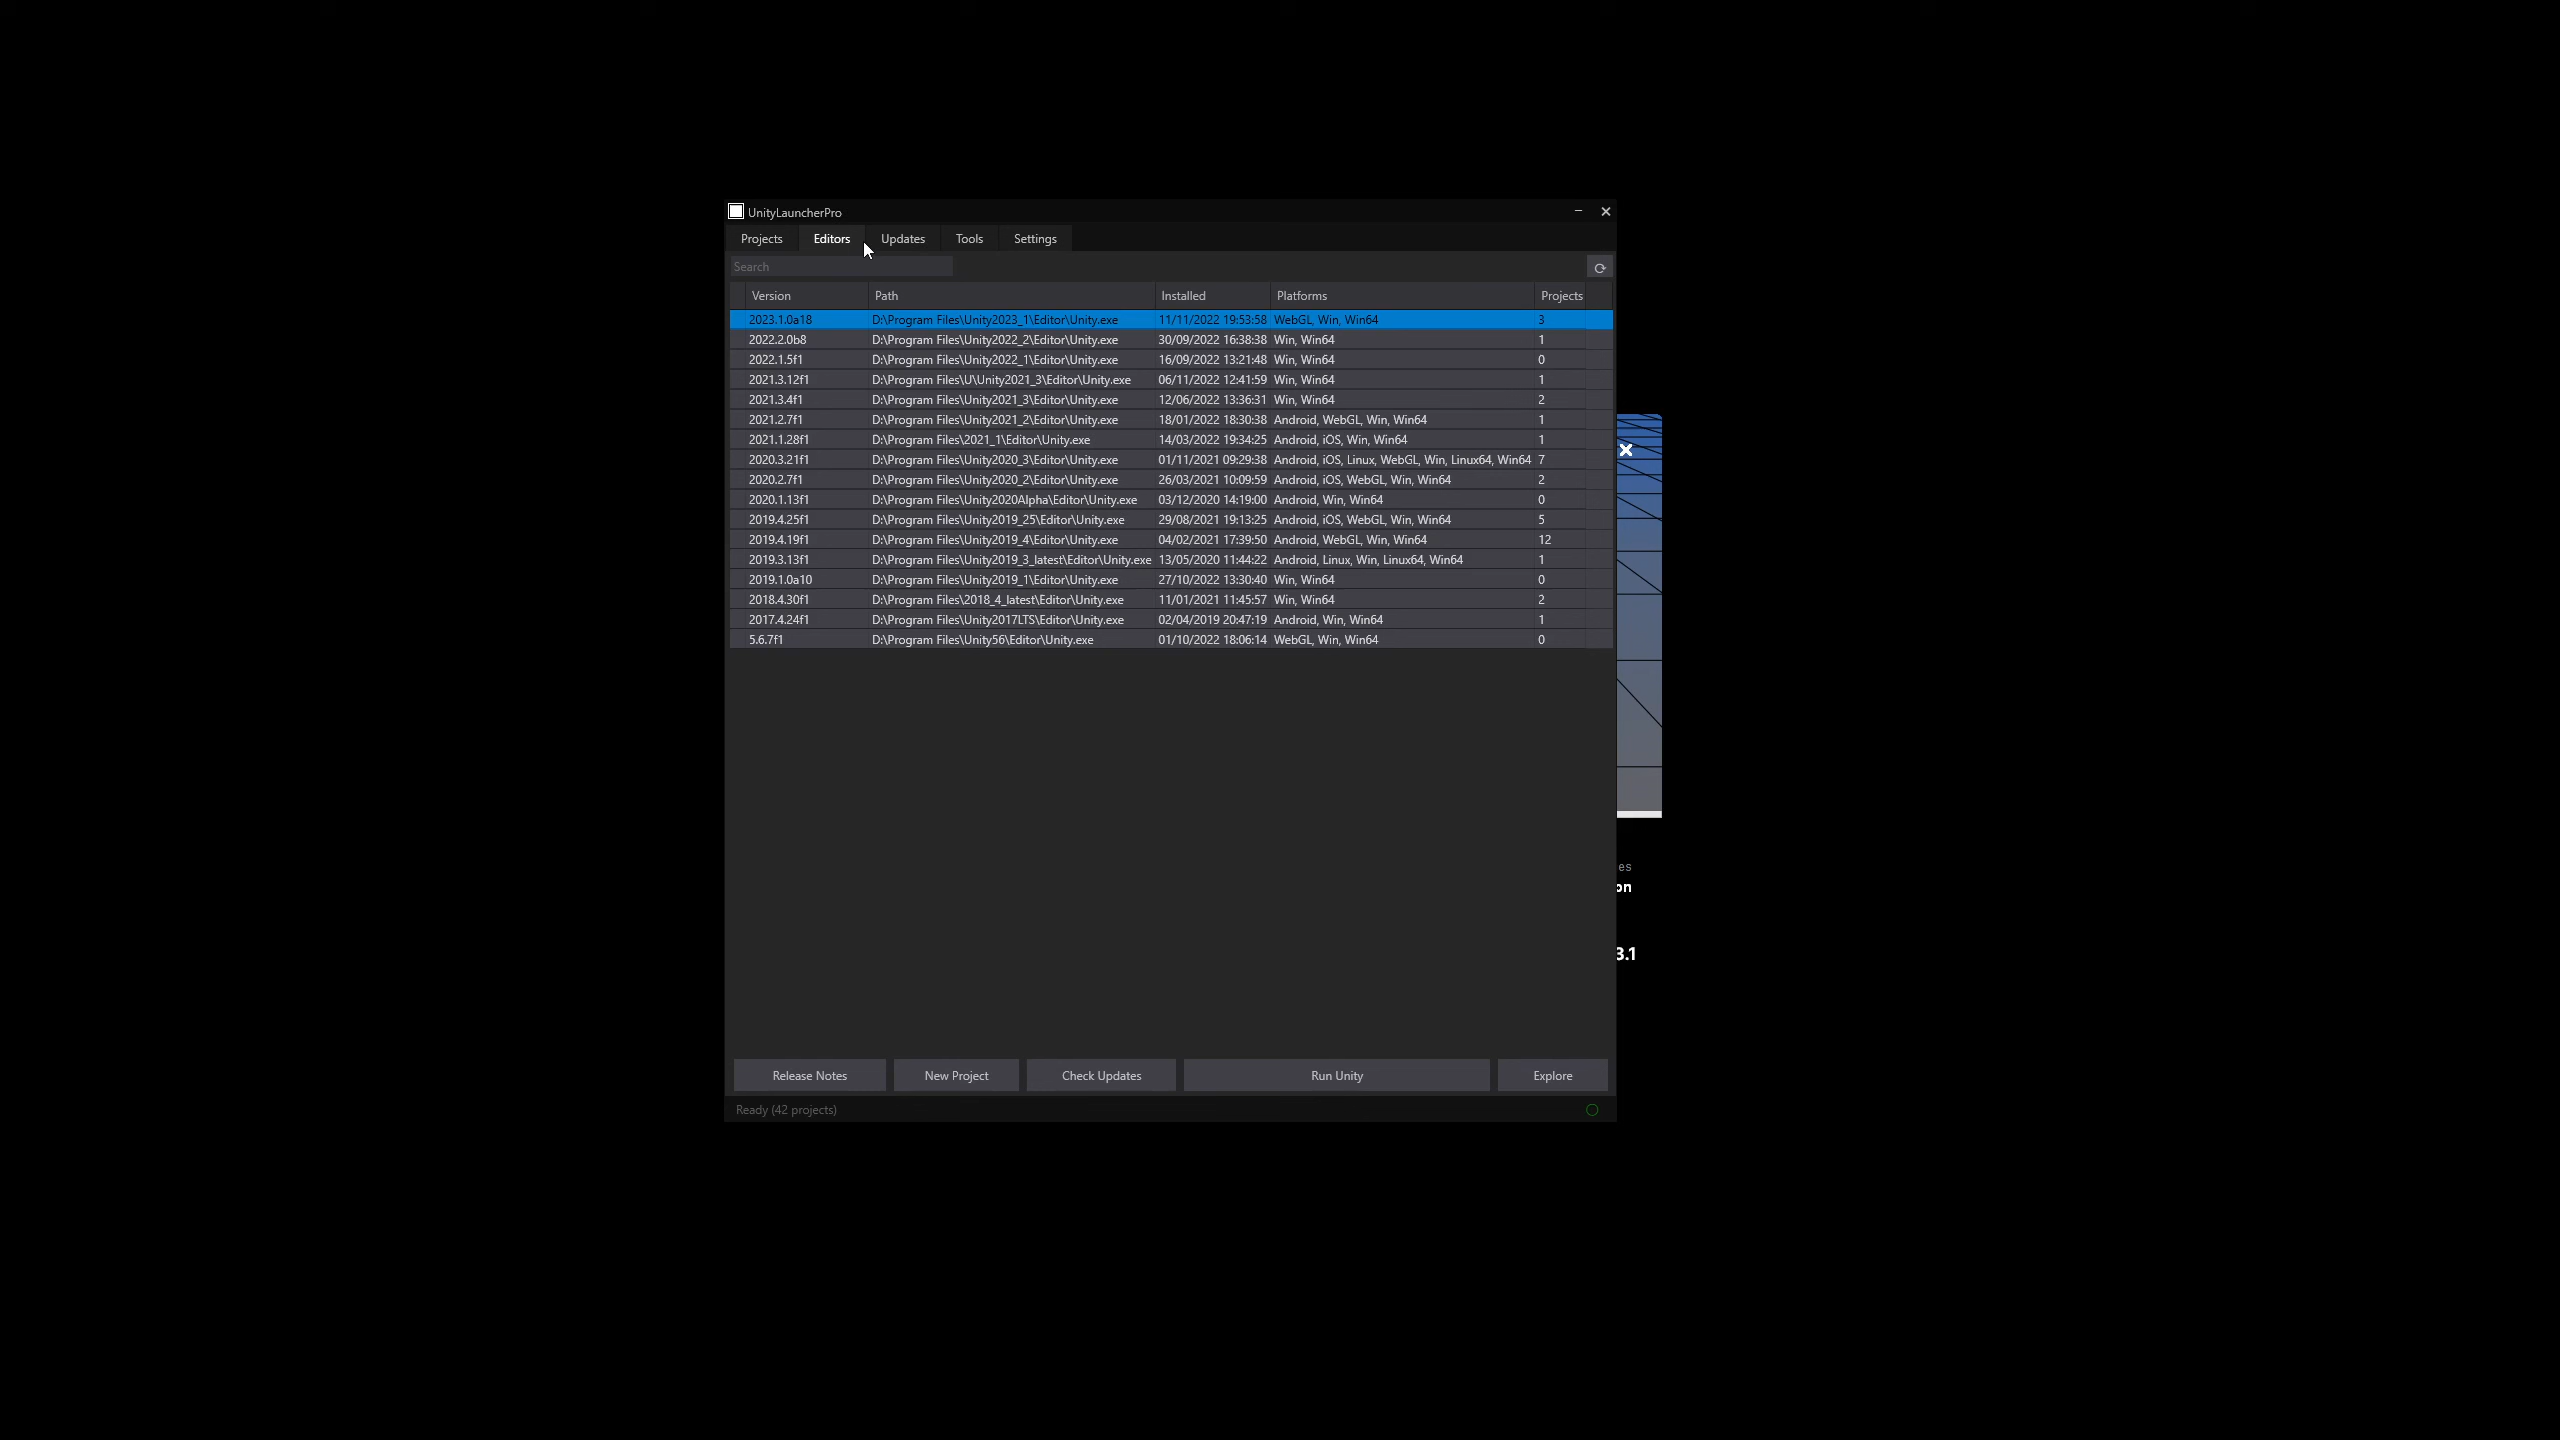 UnityLauncherPro
Projects Editors Updates Tools Settings
Search
Version Path Installed Platforms Projects
2023.1.0a18 D:\Program Files\Unity2023_1\Editor\Unity.exe 11/11/2022 19:53:58 WebGL, Win, Win64 3
2022.2.0b8 D:\Program Files\Unity2022_2\Editor\Unity.exe 30/09/2022 16:38:38 Win, Win64 1
2022.1.5f1 D:\Program Files\Unity2022_1\Editor\Unity.exe 16/09/2022 13:21:48 Win, Win64 0
2021.3.12f1 D:\Program Files\U\Unity2021_3\Editor\Unity.exe 06/11/2022 12:41:59 Win, Win64 1
2021.3.4f1 D:\Program Files\Unity2021_3\Editor\Unity.exe 12/06/2022 13:36:31 Win, Win64 2
2021.2.7f1 D:\Program Files\Unity2021_2\Editor\Unity.exe 18/01/2022 18:30:38 Android, WebGL, Win, Win64 1
2021.1.28f1 D:\Program Files\2021_1\Editor\Unity.exe 14/03/2022 19:34:25 Android, iOS, Win, Win64 1
2020.3.21f1 D:\Program Files\Unity2020_3\Editor\Unity.exe 01/11/2021 09:29:38 Android, iOS, Linux, WebGL, Win, Linux64, Win64 7
2020.2.7f1 D:\Program Files\Unity2020_2\Editor\Unity.exe 26/03/2021 10:09:59 Android, iOS, WebGL, Win, Win64 2
2020.1.13f1 D:\Program Files\Unity2020Alpha\Editor\Unity.exe 03/12/2020 14:19:00 Android, Win, Win64 0
2019.4.25f1 D:\Program Files\Unity2019_25\Editor\Unity.exe 29/08/2021 19:13:25 Android, iOS, WebGL, Win, Win64 5
2019.4.19f1 D:\Program Files\Unity2019_4\Editor\Unity.exe 04/02/2021 17:39:50 Android, WebGL, Win, Win64 12
2019.3.13f1 D:\Program Files\Unity2019_3_latest\Editor\Unity.exe 13/05/2020 11:44:22 Android, Linux, Win, Linux64, Win64 1
2019.1.0a10 D:\Program Files\Unity2019_1\Editor\Unity.exe 27/10/2022 13:30:40 Win, Win64 0
2018.4.30f1 D:\Program Files\2018_4_latest\Editor\Unity.exe 11/01/2021 11:45:57 Win, Win64 2
2017.4.24f1 D:\Program Files\Unity2017LTS\Editor\Unity.exe 02/04/2019 20:47:19 Android, Win, Win64 1
5.6.7f1 D:\Program Files\Unity56\Editor\Unity.exe 01/10/2022 18:06:14 WebGL, Win, Win64 0
es
on
3.1
Release Notes New Project Check Updates Run Unity Explore
Ready (42 projects)